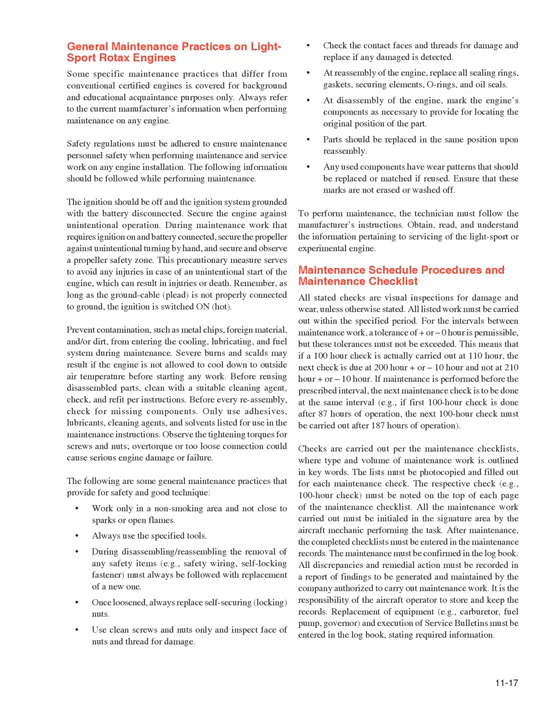 General Maintenance Practices on Light-
Sport Rotax Engines
Some specific maintenance practices that differ from
conventional certified engines is covered for background
and educational acquaintance purposes only. Always refer
to the current manufacturer's information when performing
maintenance on any engine.
Safety regulations must be adhered to ensure maintenance
personnel safety when performing maintenance and service
work on any engine installation. The following information
should be followed while performing maintenance.
The ignition should be off and the ignition system grounded
with the battery disconnected. Secure the engine against
unintentional operation. During maintenance work that
requires ignition on and battery connected, secure the propeller
against unintentional turning by hand, and secure and observe
a propeller safety zone. This precautionary measure serves
to avoid any injuries in case of an unintentional start of the
engine, which can result in injuries or death. Remember, as
long as the ground-cable (plead) is not properly connected
to ground, the ignition is switched ON (hot).
Prevent contamination, such as metal chips, foreign material,
and/or dirt, from entering the cooling, lubricating, and fuel
system during maintenance. Severe burns and scalds may
result if the engine is not allowed to cool down to outside
air temperature before starting any work. Before reusing
disassembled parts, clean with a suitable cleaning agent,
check, and refit per instructions. Before every re-assembly,
check for missing components. Only use adhesives,
lubricants, cleaning agents, and solvents listed for use in the
maintenance instructions. Observe the tightening torques for
screws and nuts; overtorque or too loose connection could
cause serious engine damage or failure.
The following are some general maintenance practices that
provide for safety and good technique:
• Work only in a non-smoking area and not close to
sparks or open flames.
• Always use the specified tools.
• During disassembling/reassembling the removal of
any safety items (e.g., safety wiring, self-locking
fastener) must always be followed with replacement
of a new one.
• Once loosened, always replace self-securing (locking)
nuts.
• Use clean screws and nuts only and inspect face of
nuts and thread for damage.
• Check the contact faces and threads for damage and
replace if any damaged is detected.
• At reassembly of the engine, replace all sealing rings,
gaskets, securing elements, O-rings, and oil seals.
• At disassembly of the engine, mark the engine's
components as necessary to provide for locating the
original position of the part.
• Parts should be replaced in the same position upon
reassembly.
• Any used components have wear patterns that should
be replaced or matched if reused. Ensure that these
marks are not erased or washed off.
To perform maintenance, the technician must follow the
manufacturer's instructions. Obtain, read, and understand
the information pertaining to servicing of the light-sport or
experimental engine.
Maintenance Schedule Procedures and
Maintenance Checklist
All stated checks are visual inspections for damage and
wear, unless otherwise stated. All listed work must be carried
out within the specified period. For the intervals between
maintenance work, a tolerance of + or – 0 hour is permissible,
but these tolerances must not be exceeded. This means that
if a 100 hour check is actually carried out at 110 hour, the
next check is due at 200 hour + or – 10 hour and not at 210
hour + or – 10 hour. If maintenance is performed before the
prescribed interval, the next maintenance check is to be done
at the same interval (e.g., if first 100-hour check is done
after 87 hours of operation, the next 100-hour check must
be carried out after 187 hours of operation).
Checks are carried out per the maintenance checklists,
where type and volume of maintenance work is outlined
in key words. The lists must be photocopied and filled out
for each maintenance check. The respective check (e.g.,
100-hour check) must be noted on the top of each page
of the maintenance checklist. All the maintenance work
carried out must be initialed in the signature area by the
aircraft mechanic performing the task. After maintenance,
the completed checklists must be entered in the maintenance
records. The maintenance must be confirmed in the log book.
All discrepancies and remedial action must be recorded in
a report of findings to be generated and maintained by the
company authorized to carry out maintenance work. It is the
responsibility of the aircraft operator to store and keep the
records. Replacement of equipment (e.g., carburetor, fuel
pump, governor) and execution of Service Bulletins must be
entered in the log book, stating required information.
11-17